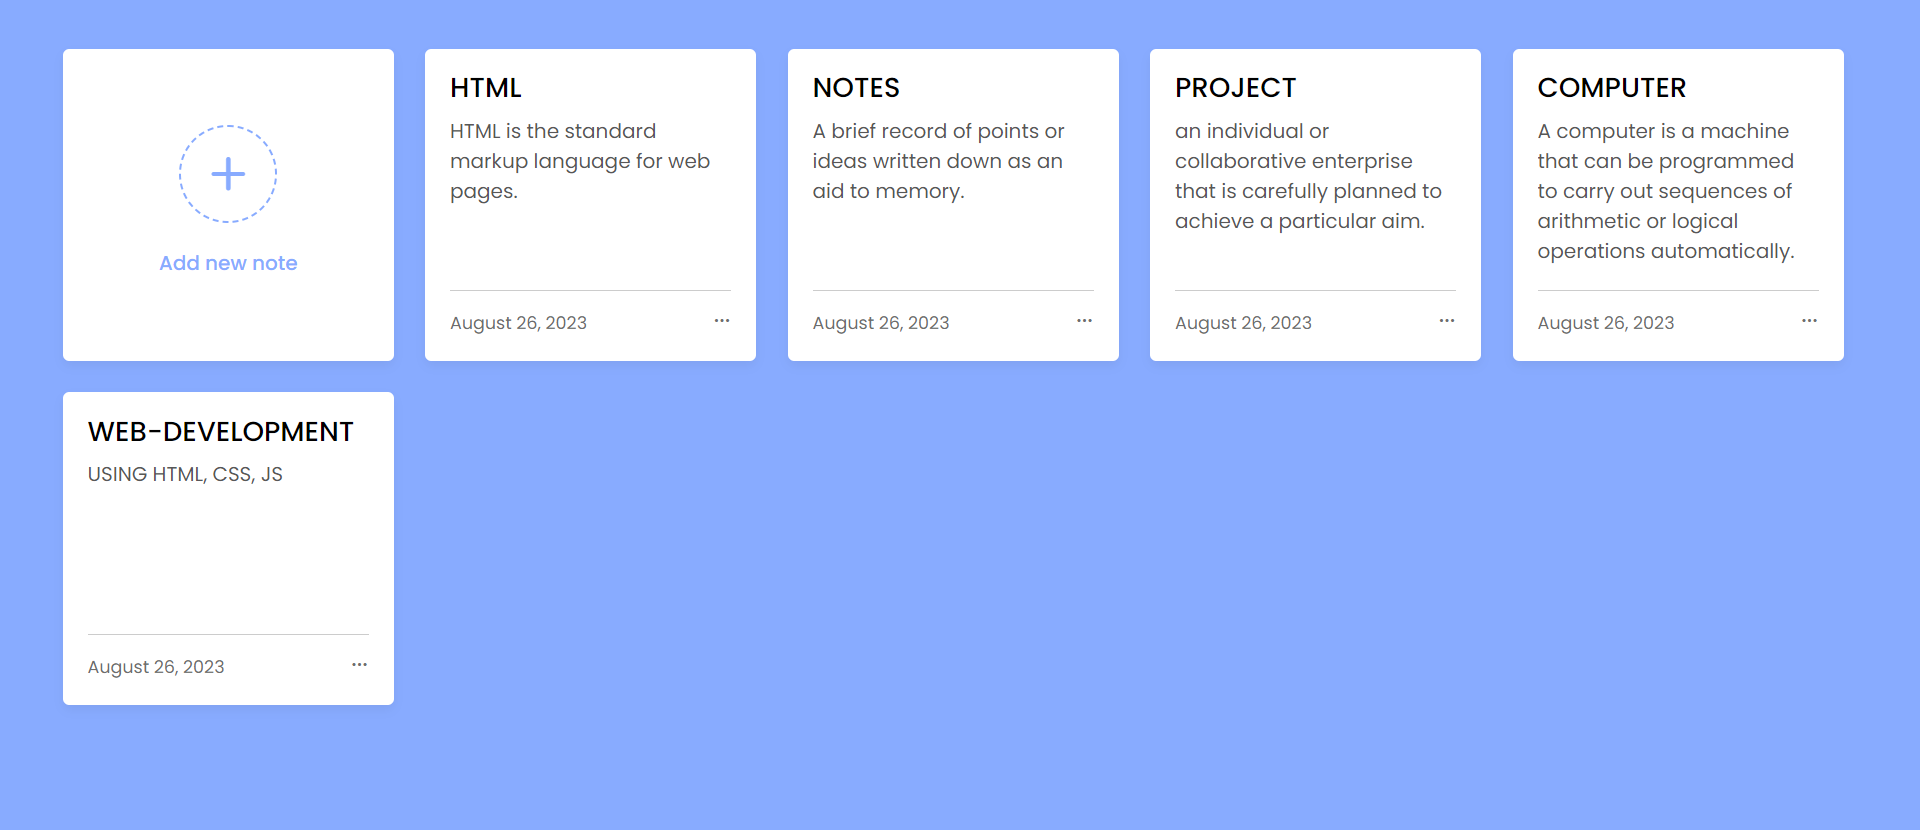 Add new note
HTML
HTML is the standard
markup language for web
pages.
August 26, 2023
NOTES
A brief record of points or
ideas written down as an
aid to memory.
August 26, 2023
PROJECT
an individual or
collaborative enterprise
that is carefully planned to
achieve a particular aim.
August 26, 2023
COMPUTER
A computer is a machine
that can be programmed
to carry out sequences of
arithmetic or logical
operations automatically.
August 26, 2023
WEB-DEVELOPMENT
USING HTML, CSS, JS
August 26, 2023